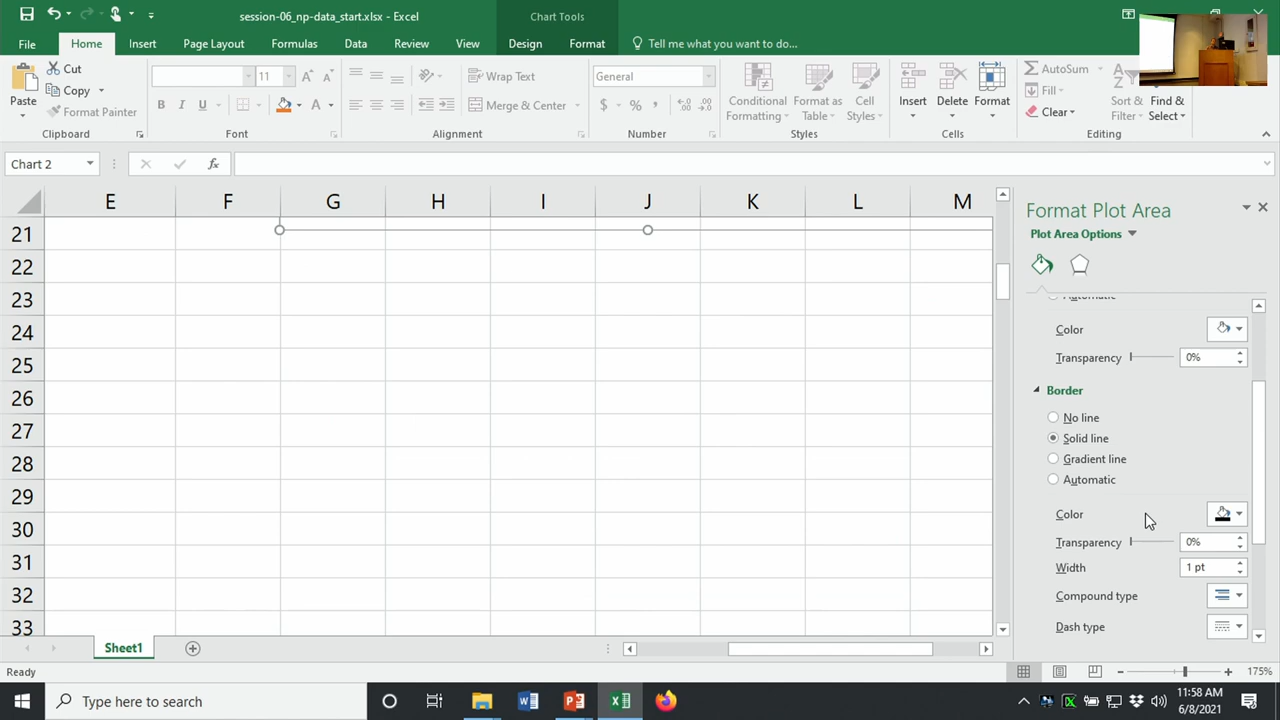 session-06_np-data_start.xlsx - Excel
Chart Tools
File
Home
Insert
Page Layout
Formulas
Data
Review
View
Design
Format
Tell me what you want to do...
Paste
Cut
Copy
Format Painter
Clipboard
11
A
A
B
I
U
A
Font
Wrap Text
Merge & Center
Alignment
General
$
%
,
Number
Conditional
Formatting
Format as
Table
Cell
Styles
Styles
Insert
Delete
Format
Cells
AutoSum
Fill
Clear
Sort &
Filter
Find &
Select
Editing
Chart 2
fx
E F G H I J K L M
21
22
23
24
25
26
27
28
29
30
31
32
33
Format Plot Area
Plot Area Options
Automatic
Color
Transparency 0%
Border
No line
Solid line
Gradient line
Automatic
Color
Transparency 0%
Width 1 pt
Compound type
Dash type
Sheet1
Ready
175%
Type here to search
11:58 AM
6/8/2021